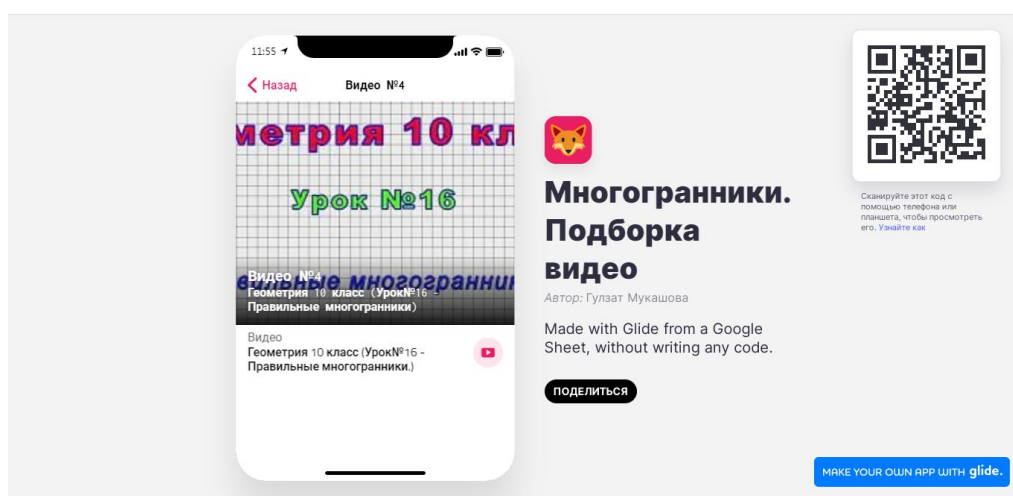 11:55
Назад
Видео №4
метрия 10 кл
Урок №16
Видео №4
Геометрия 10 класс (Урок№16 -
Правильные многогранники)
Видео
Геометрия 10 класс (Урок№16 -
Правильные многогранники.)
Многогранники.
Подборка
видео
Автор: Гулзат Мукашова
Made with Glide from a Google
Sheet, without writing any code.
ПОДЕЛИТЬСЯ
Сканируйте этот код с
помощью телефона или
планшета, чтобы просмотреть
его. Узнайте как
MAKE YOUR OWN APP WITH glide.